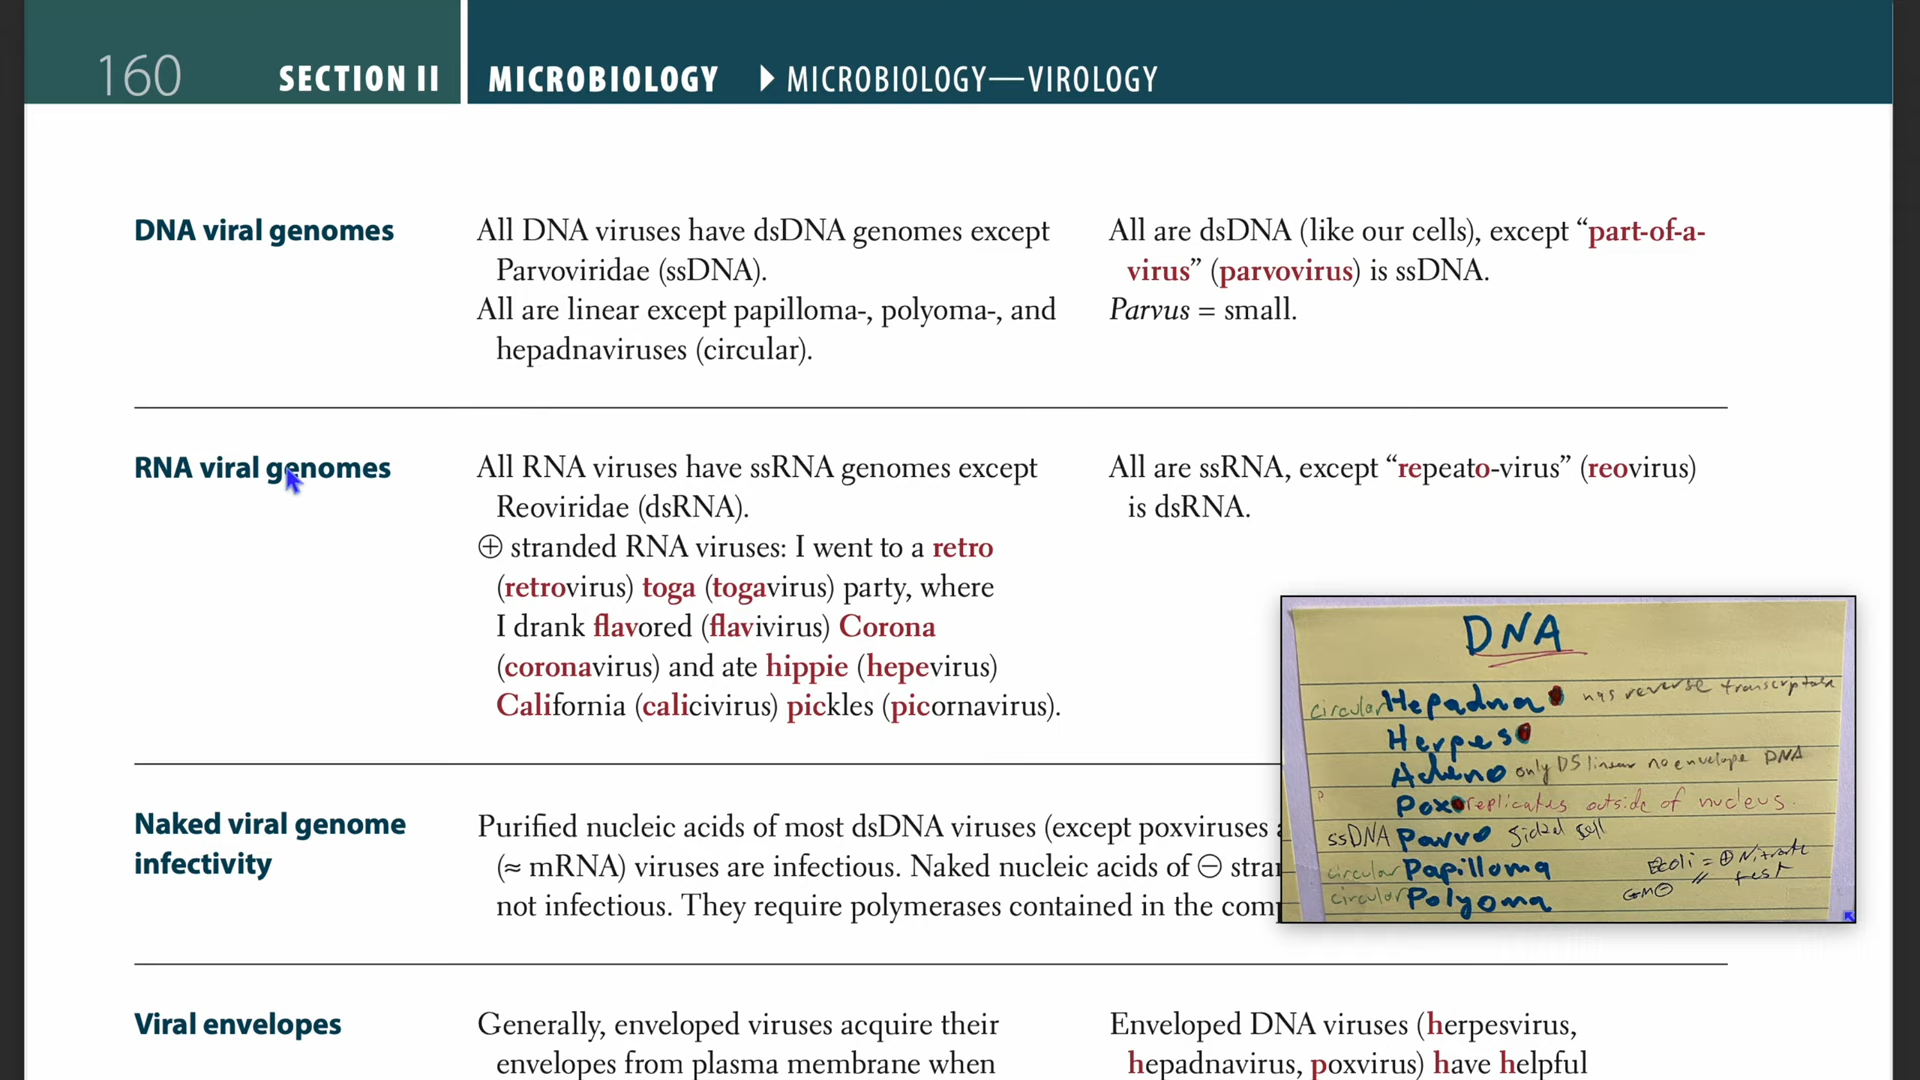 160 SECTION II MICROBIOLOGY ▶ MICROBIOLOGY—VIROLOGY
DNA viral genomes
All DNA viruses have dsDNA genomes except
Parvoviridae (ssDNA).
All are linear except papilloma-, polyoma-, and
hepadnaviruses (circular).
All are dsDNA (like our cells), except “part-of-a-
virus” (parvovirus) is ssDNA.
Parvus = small.
RNA viral genomes
All RNA viruses have ssRNA genomes except
Reoviridae (dsRNA).
⊕ stranded RNA viruses: I went to a retro
(retrovirus) toga (togavirus) party, where
I drank flavored (flavivirus) Corona
(coronavirus) and ate hippie (hepevirus)
California (calicivirus) pickles (picornavirus).
All are ssRNA, except “repeato-virus” (reovirus)
is dsRNA.
Naked viral genome
infectivity
Purified nucleic acids of most dsDNA viruses (except poxviruses
(≈ mRNA) viruses are infectious. Naked nucleic acids of ⊖
not infectious. They require polymerases contained in the
Viral envelopes
Generally, enveloped viruses acquire their
envelopes from plasma membrane when
Enveloped DNA viruses (herpesvirus,
hepadnavirus, poxvirus) have helpful
DNA
circular Hepadna has reverse transcriptase
Herpes
Adeno only DS linear no envelope DNA
P
Pox replicates outside of nucleus.
ssDNA Parvo
circular Papilloma Ecoli = ⊕ Nitrate
test
circular Polyoma GM⊖